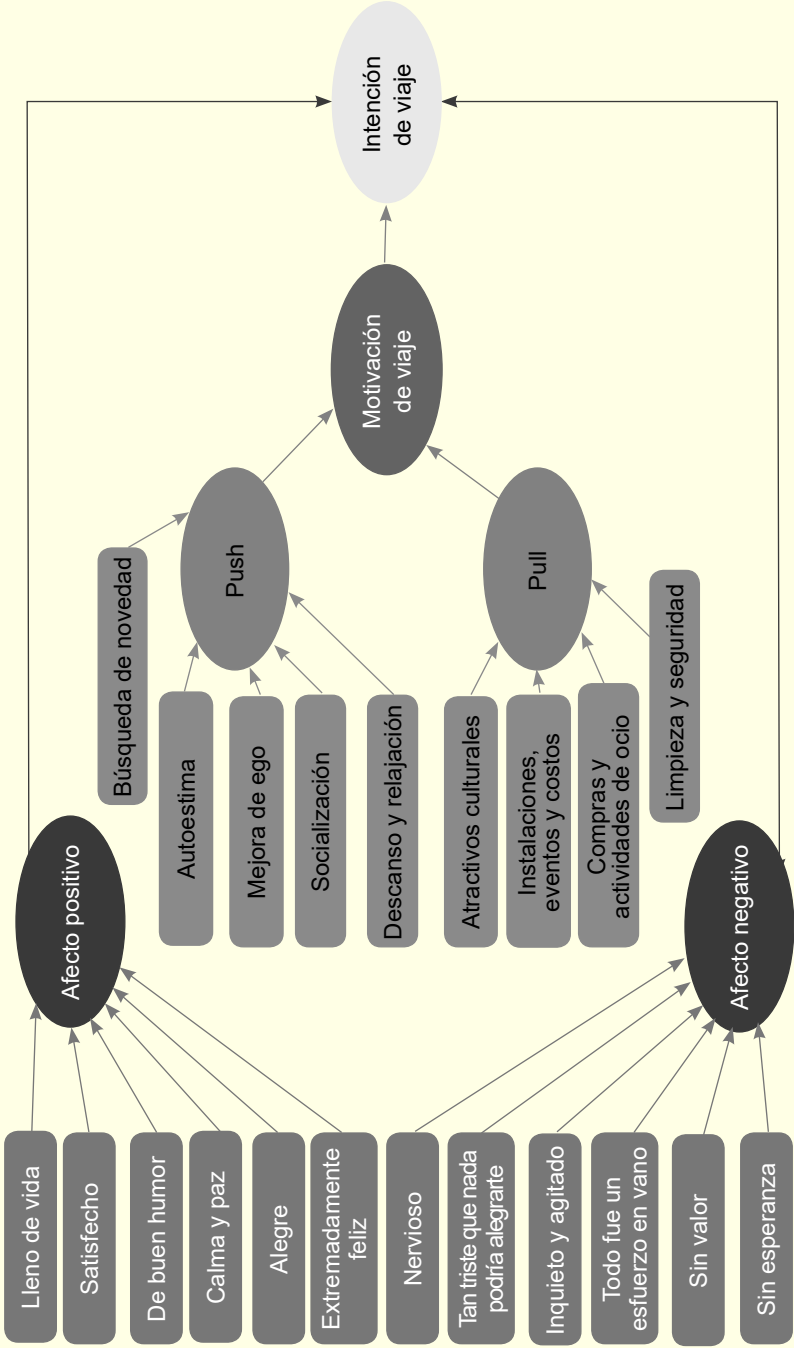 Lleno de vida
Satisfecho
De buen humor
Calma y paz
Alegre
Extremadamente
feliz
Nervioso
Tan triste que nada
podría alegrarte
Inquieto y agitado
Todo fue un
esfuerzo en vano
Sin valor
Sin esperanza
Afecto positivo
Afecto negativo
Búsqueda de novedad
Autoestima
Mejora de ego
Socialización
Descanso y relajación
Atractivos culturales
Instalaciones,
eventos y costos
Compras y
actividades de ocio
Limpieza y seguridad
Push
Pull
Motivación
de viaje
Intención
de viaje